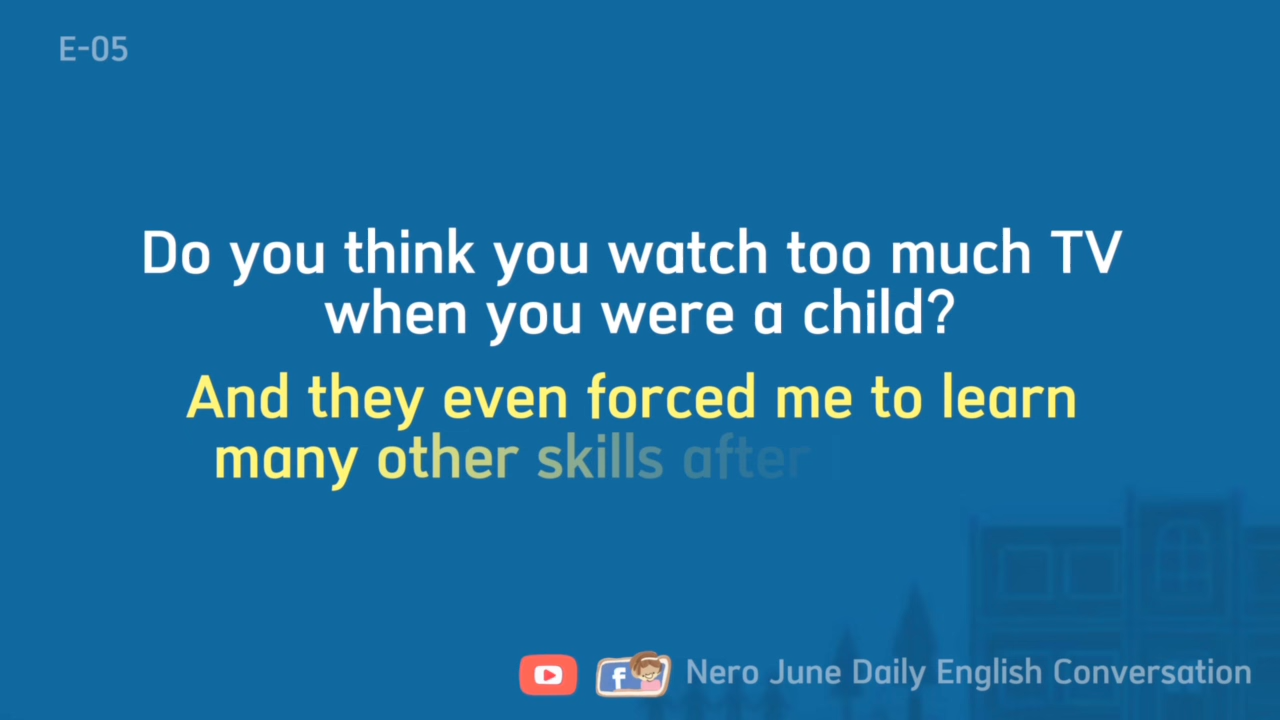 E-05
Do you think you watch too much TV
when you were a child?
And they even forced me to learn
many other skills after
Nero June Daily English Conversation